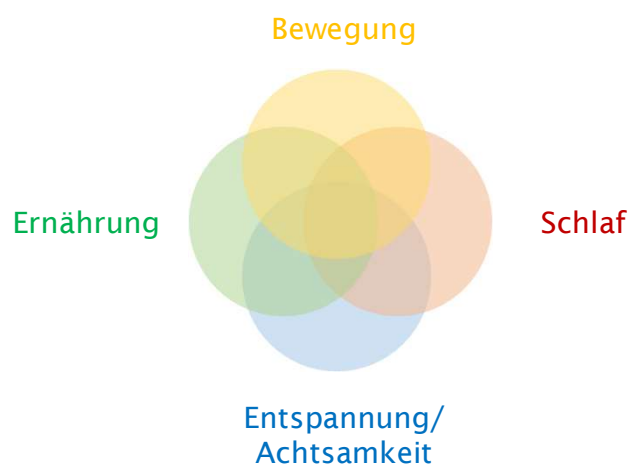 Bewegung
Ernährung
Schlaf
Entspannung/
Achtsamkeit